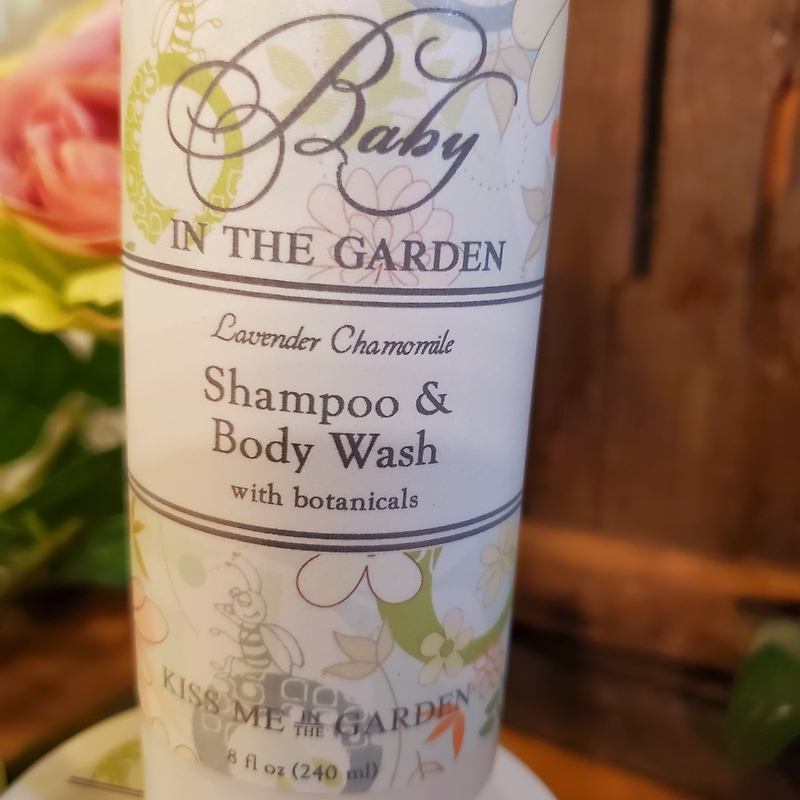 Baby
IN THE GARDEN
Lavender Chamomile
Shampoo &
Body Wash
with botanicals
KISS ME IN THE GARDEN
8 fl oz (240 ml)